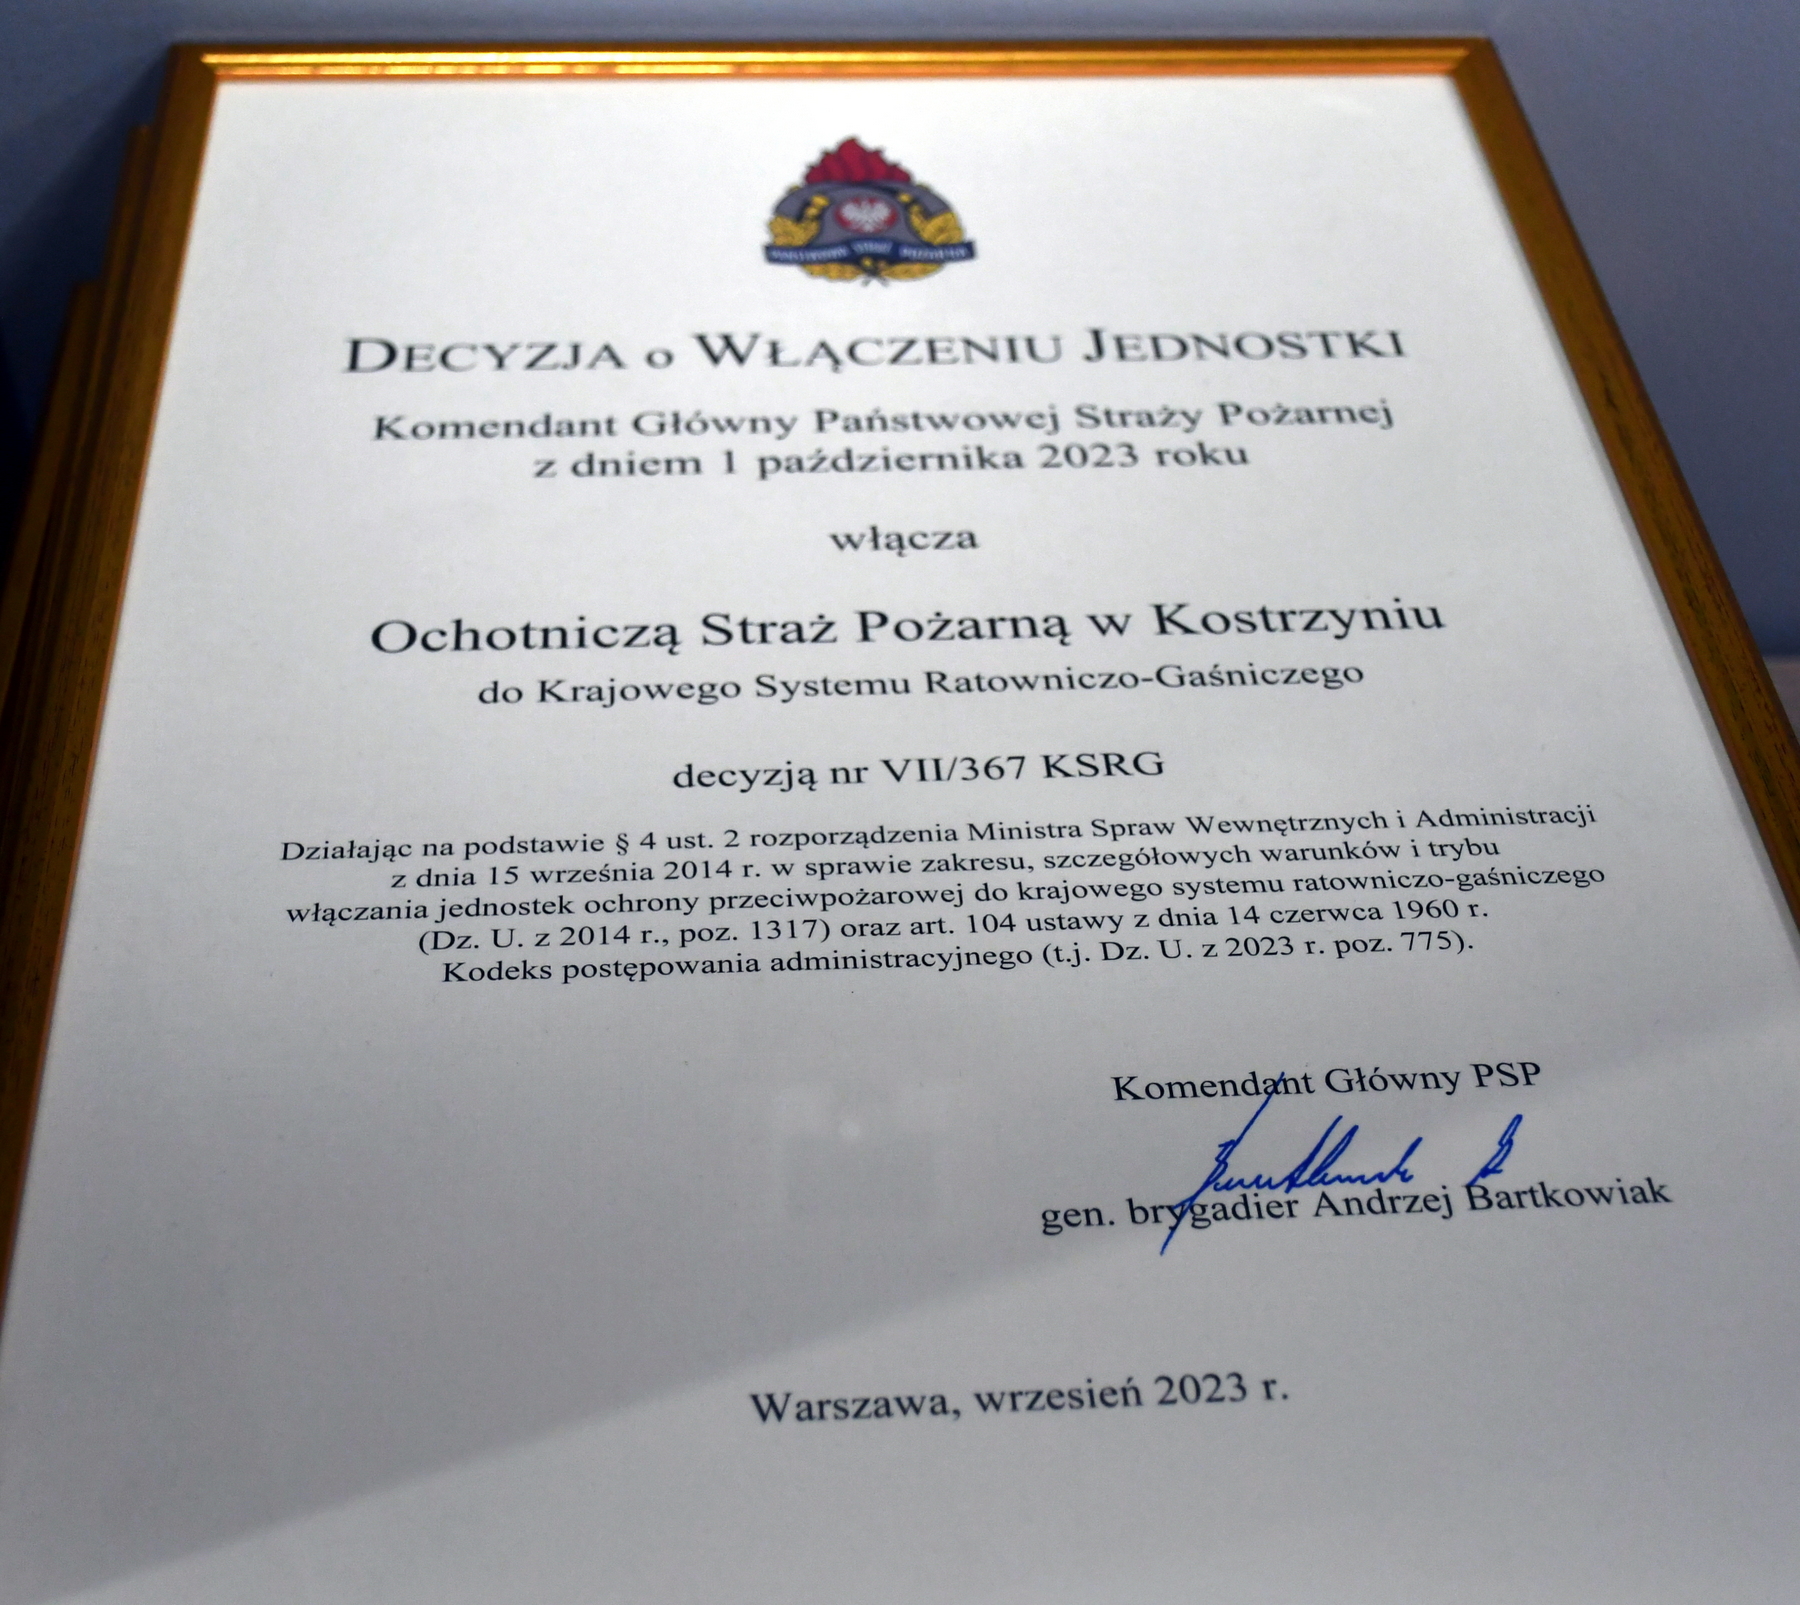 DECYZJA O WŁĄCZENIU JEDNOSTKI
Komendant Główny Państwowej Straży Pożarnej
z dniem 1 października 2023 roku
włącza
Ochotniczą Straż Pożarną w Kostrzyniu
do Krajowego Systemu Ratowniczo-Gaśniczego
decyzją nr VII/367 KSRG
Działając na podstawie § 4 ust. 2 rozporządzenia Ministra Spraw Wewnętrznych i Administracji
z dnia 15 września 2014 r. w sprawie zakresu, szczegółowych warunków i trybu
włączania jednostek ochrony przeciwpożarowej do krajowego systemu ratowniczo-gaśniczego
(Dz. U. z 2014 r., poz. 1317) oraz art. 104 ustawy z dnia 14 czerwca 1960 r.
Kodeks postępowania administracyjnego (t.j. Dz. U. z 2023 r. poz. 775).
Komendant Główny PSP
gen. brygadier Andrzej Bartkowiak
Warszawa, wrzesień 2023 r.